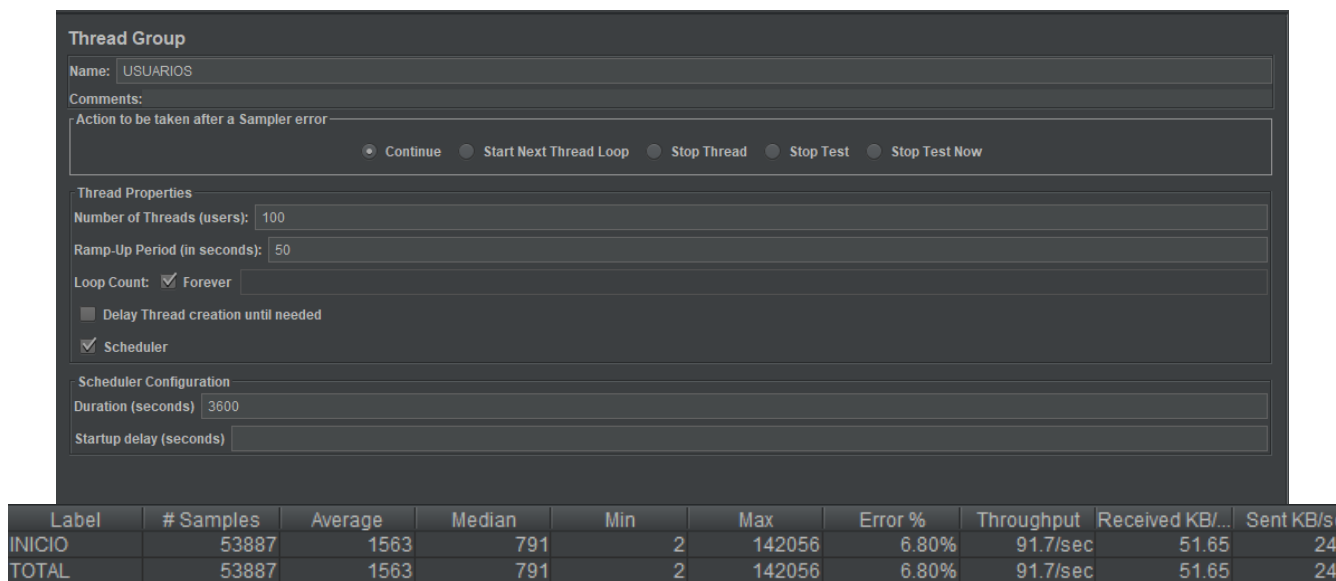 Thread Group
Name: USUARIOS
Comments:
Action to be taken after a Sampler error
Continue Start Next Thread Loop Stop Thread Stop Test Stop Test Now
Thread Properties
Number of Threads (users): 100
Ramp-Up Period (in seconds): 50
Loop Count: Forever
Delay Thread creation until needed
Scheduler
Scheduler Configuration
Duration (seconds) 3600
Startup delay (seconds)
Label # Samples Average Median Min Max Error % Throughput Received KB/... Sent KB/s
INICIO 53887 1563 791 2 142056 6.80% 91.7/sec 51.65 24
TOTAL 53887 1563 791 2 142056 6.80% 91.7/sec 51.65 24